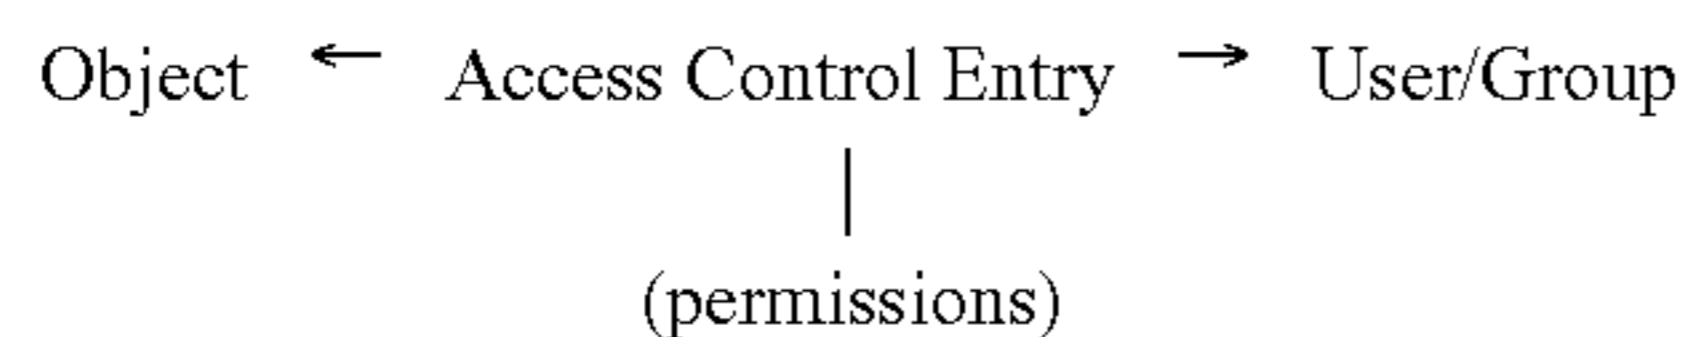 Object ← Access Control Entry → User/Group
|
(permissions)